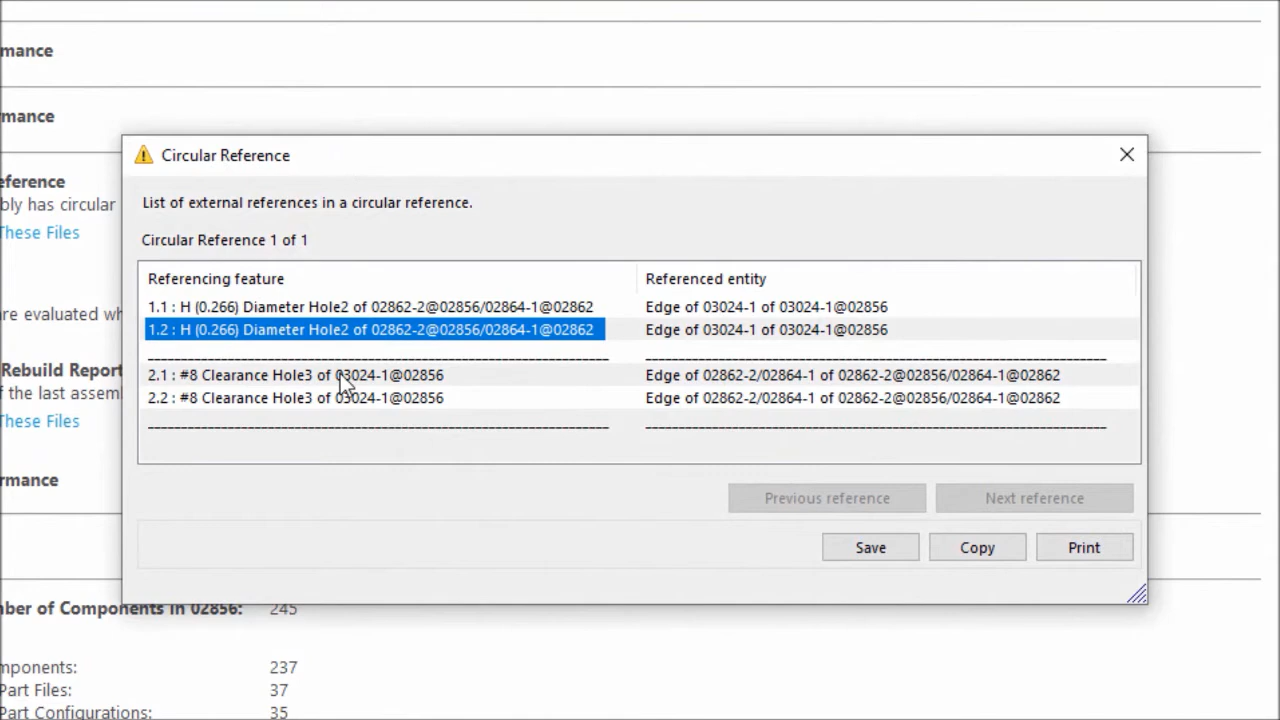 mance
rmance
Circular Reference
eference
bly has circular
These Files
List of external references in a circular reference.
Circular Reference 1 of 1
Referencing feature Referenced entity
1.1 : H (0.266) Diameter Hole2 of 02862-2@02856/02864-1@02862 Edge of 03024-1 of 03024-1@02856
1.2 : H (0.266) Diameter Hole2 of 02862-2@02856/02864-1@02862 Edge of 03024-1 of 03024-1@02856
re evaluated wh
Rebuild Report
2.1 : #8 Clearance Hole3 of 03024-1@02856 Edge of 02862-2/02864-1 of 02862-2@02856/02864-1@02862
of the last assem
2.2 : #8 Clearance Hole3 of 03024-1@02856 Edge of 02862-2/02864-1 of 02862-2@02856/02864-1@02862
These Files
rmance
Previous reference Next reference
Save Copy Print
ber of Components in 02856: 245
mponents: 237
Part Files: 37
Part Configurations: 35